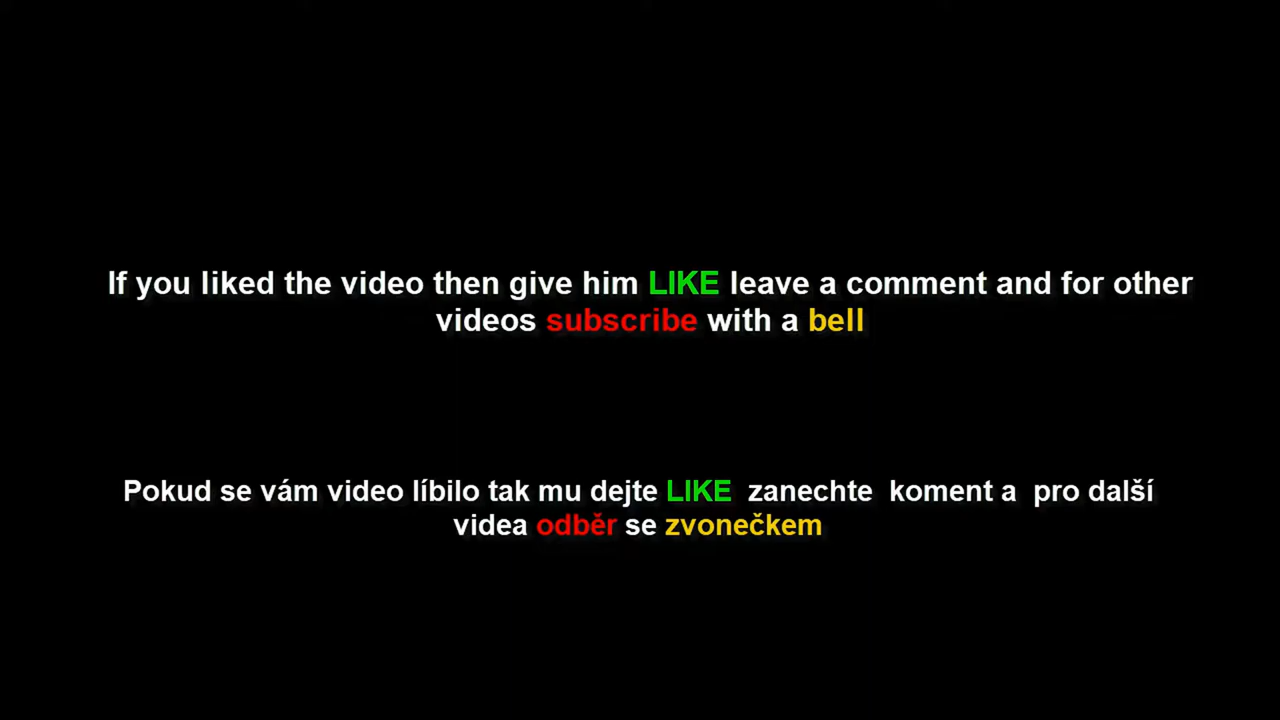 If you liked the video then give him LIKE leave a comment and for other
videos subscribe with a bell
Pokud se vám video líbilo tak mu dejte LIKE zanechte koment a pro další
videa odběr se zvonečkem